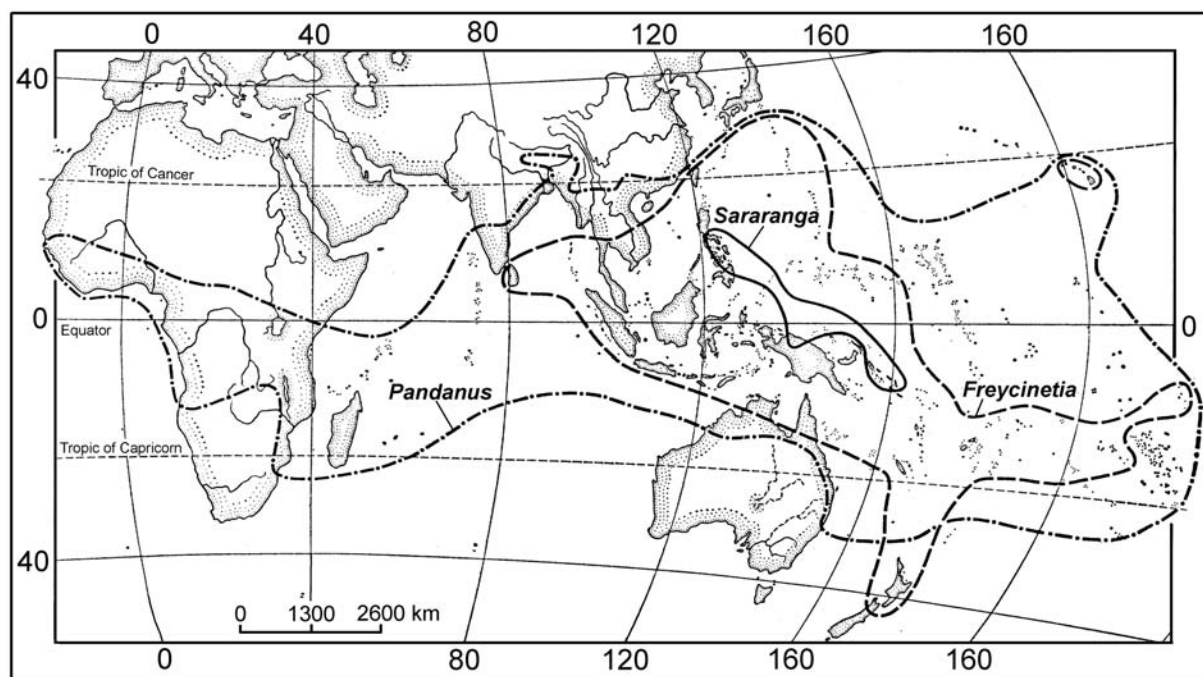 0 40 80 120 160 160
40
Tropic of Cancer
Sararanga
0 Equator 0
Pandanus Freycinetia
Tropic of Capricorn
40
0 1300 2600 km
0 80 120 160 160